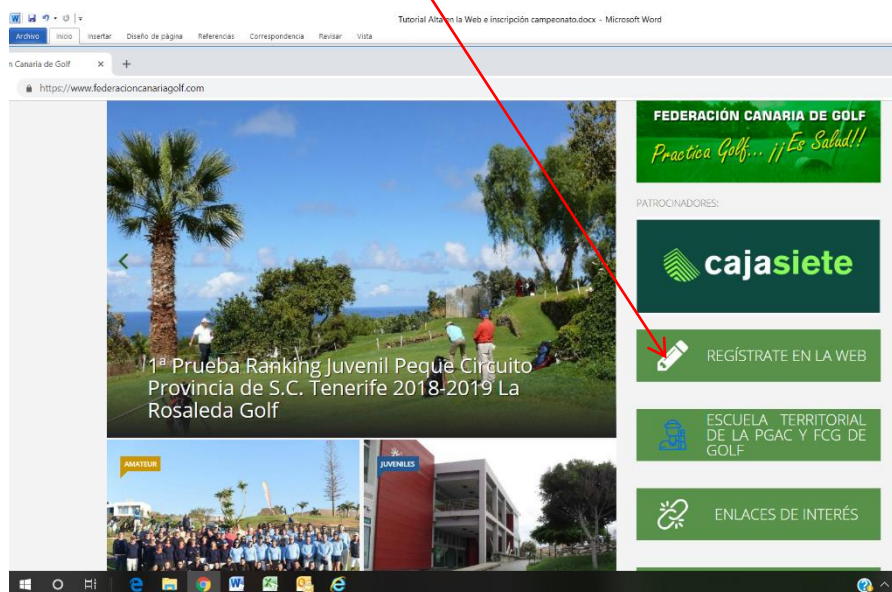 Tutorial Alta en la Web e inscripción campeonato.docx - Microsoft Word
Archivo Inicio Insertar Diseño de página Referencias Correspondencia Revisar Vista
n Canaria de Golf
https://www.federacioncanariagolf.com
FEDERACIÓN CANARIA DE GOLF
Practica Golf... ¡¡Es Salud!!
PATROCINADORES:
cajasiete
REGÍSTRATE EN LA WEB
1ª Prueba Ranking Juvenil Peque Circuito
Provincia de S.C. Tenerife 2018-2019 La
Rosaleda Golf
ESCUELA TERRITORIAL
DE LA PGAC Y FCG DE
GOLF
AMATEUR
JUVENILES
ENLACES DE INTERÉS